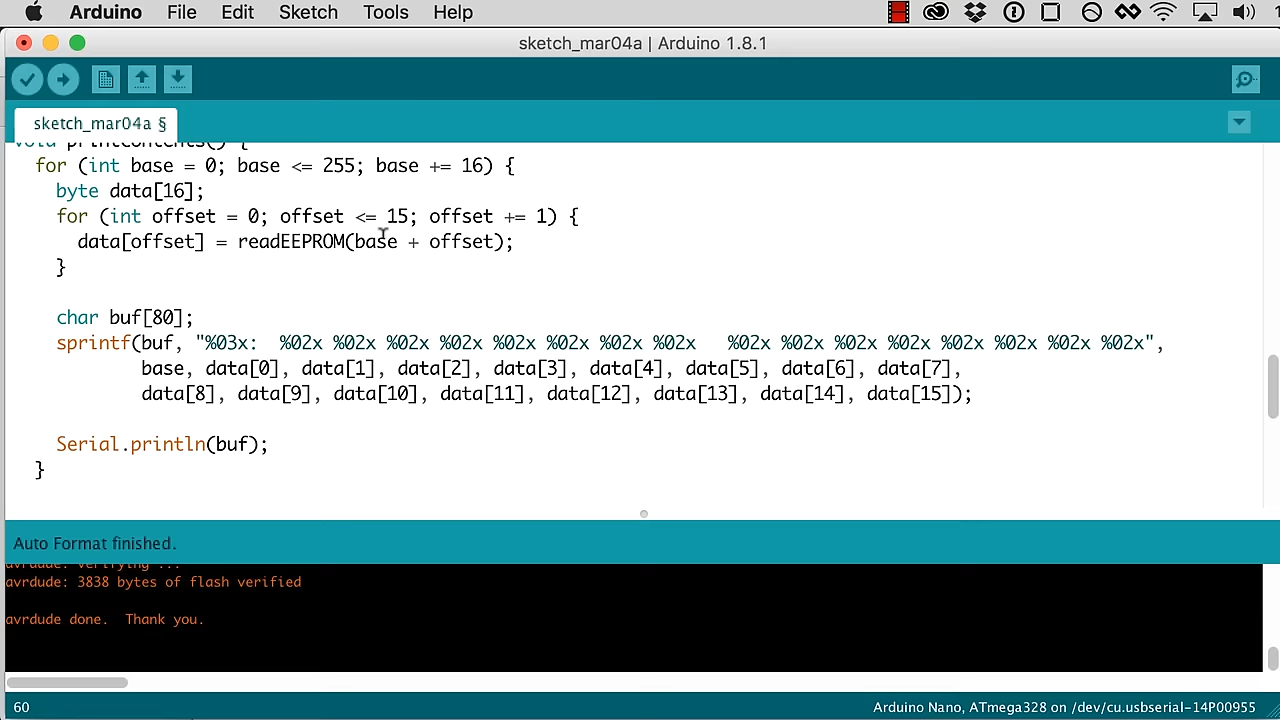 Arduino File Edit Sketch Tools Help
sketch_mar04a | Arduino 1.8.1
sketch_mar04a §
void printContents() {
for (int base = 0; base <= 255; base += 16) {
byte data[16];
for (int offset = 0; offset <= 15; offset += 1) {
data[offset] = readEEPROM(base + offset);
}
char buf[80];
sprintf(buf, "%03x:  %02x %02x %02x %02x %02x %02x %02x %02x   %02x %02x %02x %02x %02x %02x %02x %02x",
base, data[0], data[1], data[2], data[3], data[4], data[5], data[6], data[7],
data[8], data[9], data[10], data[11], data[12], data[13], data[14], data[15]);
Serial.println(buf);
}
Auto Format finished.
avrdude: verifying ...
avrdude: 3838 bytes of flash verified
avrdude done.  Thank you.
60
Arduino Nano, ATmega328 on /dev/cu.usbserial-14P00955